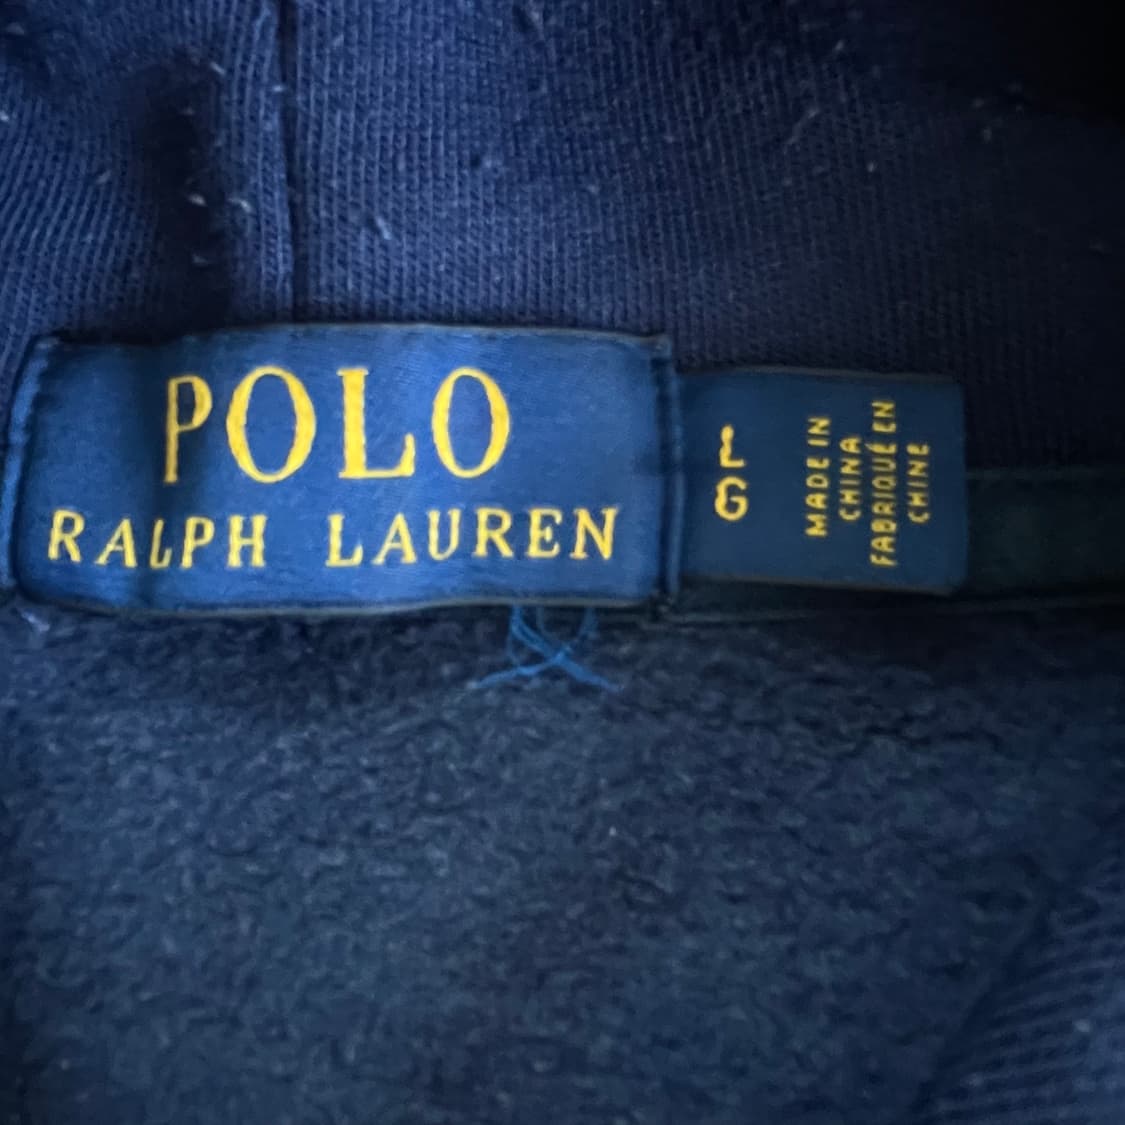 POLO
RALPH LAUREN
L
G
MADE IN
CHINA
FABRIQUÉ EN
CHINE